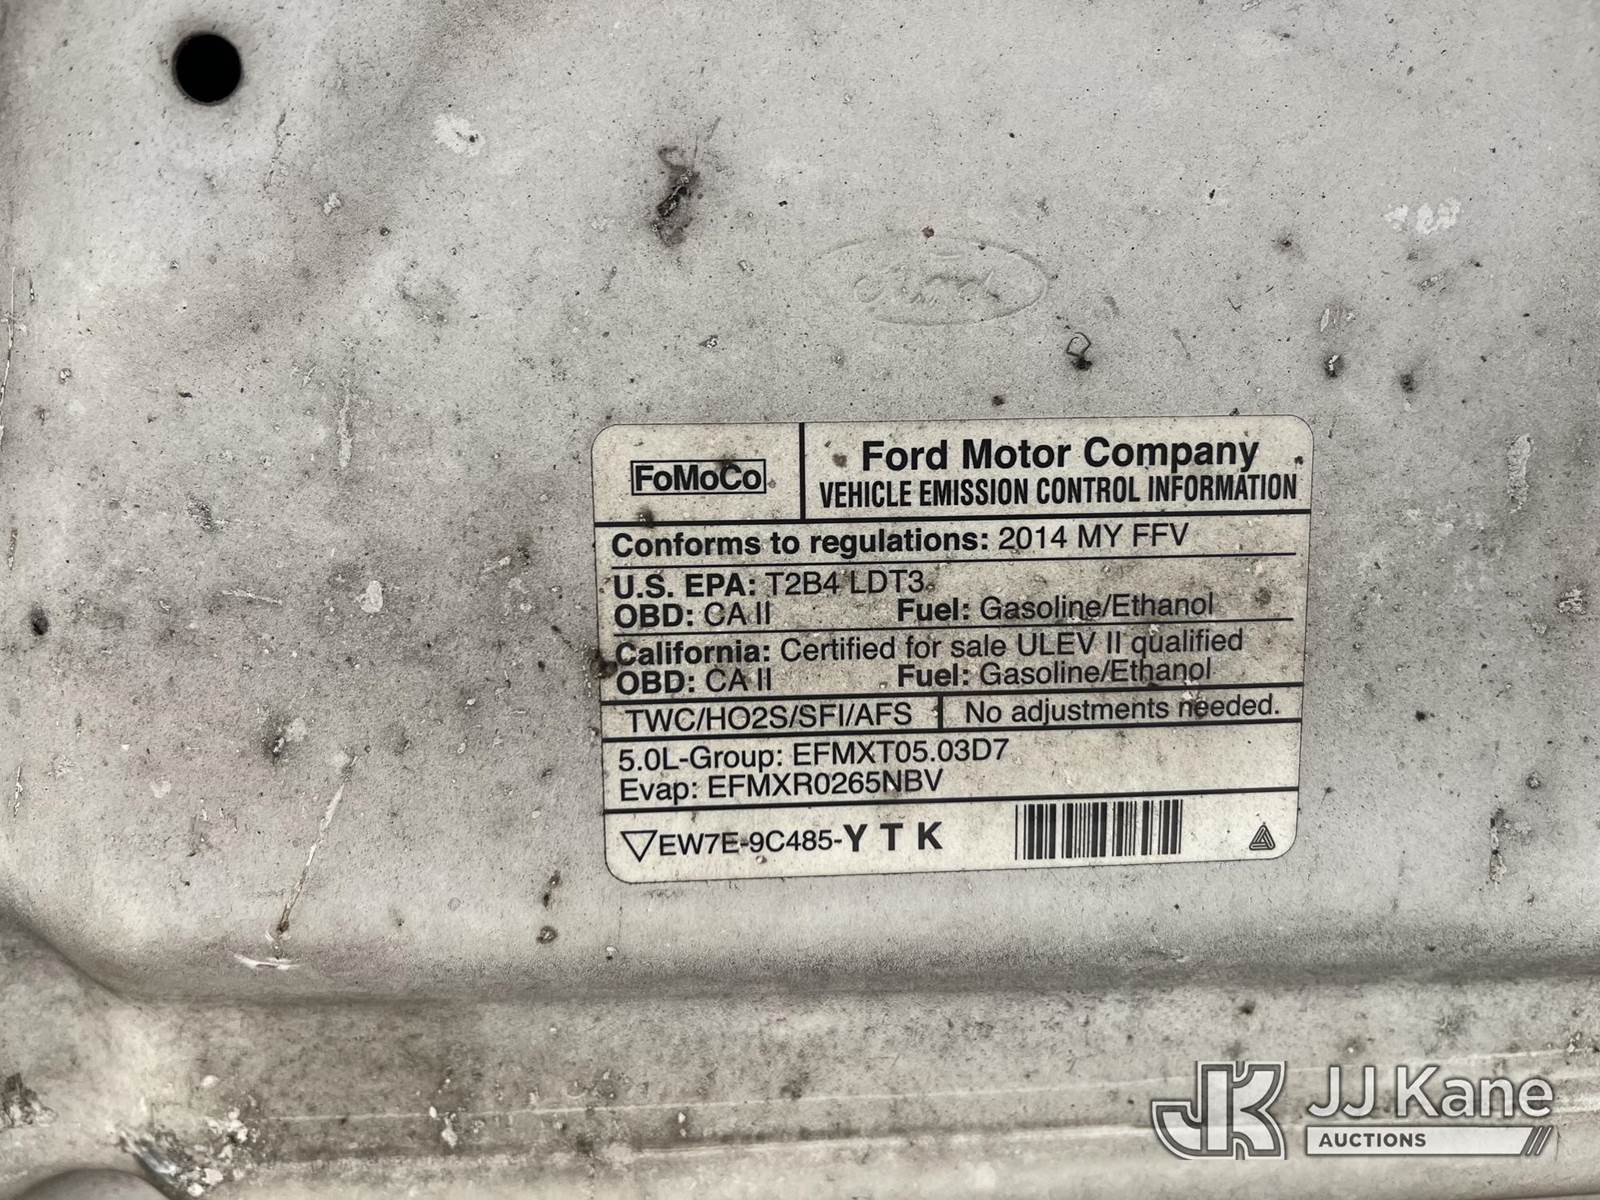 Ford
FoMoCo
Ford Motor Company
VEHICLE EMISSION CONTROL INFORMATION
Conforms to regulations: 2014 MY FFV
U.S. EPA: T2B4 LDT3
OBD: CA II Fuel: Gasoline/Ethanol
California: Certified for sale ULEV II qualified
OBD: CA II Fuel: Gasoline/Ethanol
TWC/HO2S/SFI/AFS No adjustments needed.
5.0L-Group: EFMXT05.03D7
Evap: EFMXR0265NBV
EW7E-9C485-Y T K
JK JJ Kane
AUCTIONS